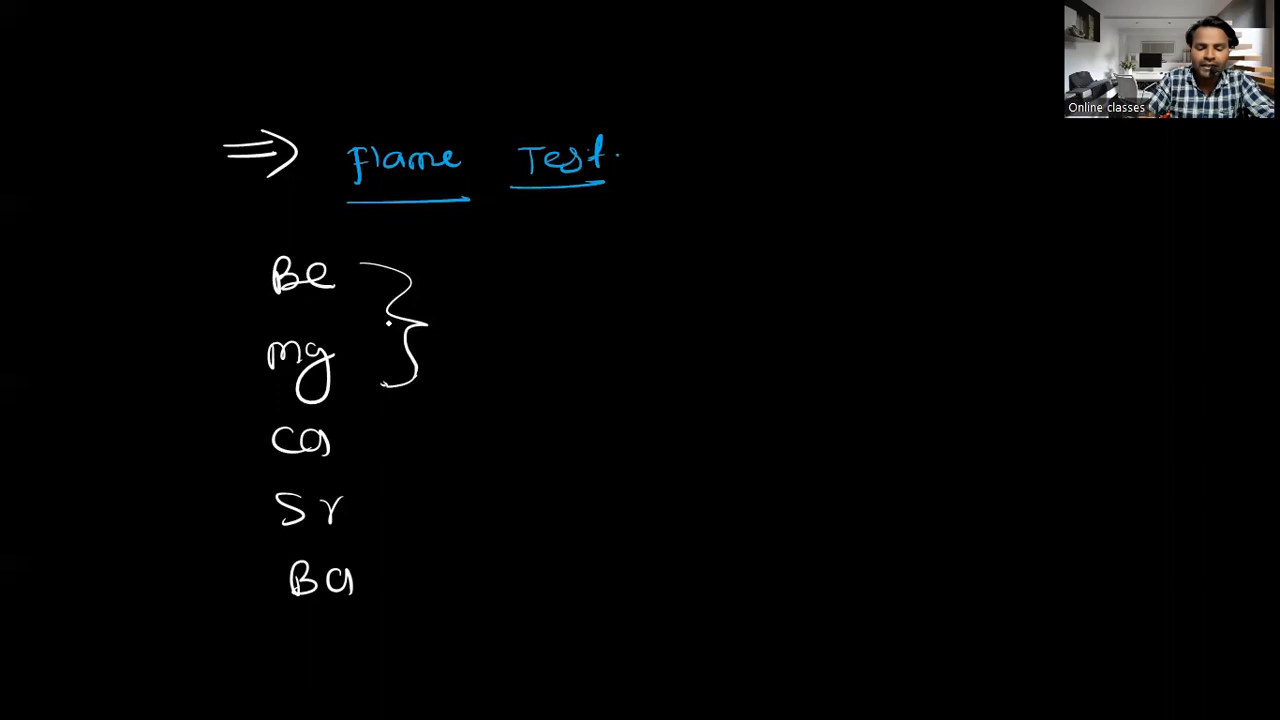 Online classes
⇒ Flame Test.
Be
mg
Ca
Sr
Ba